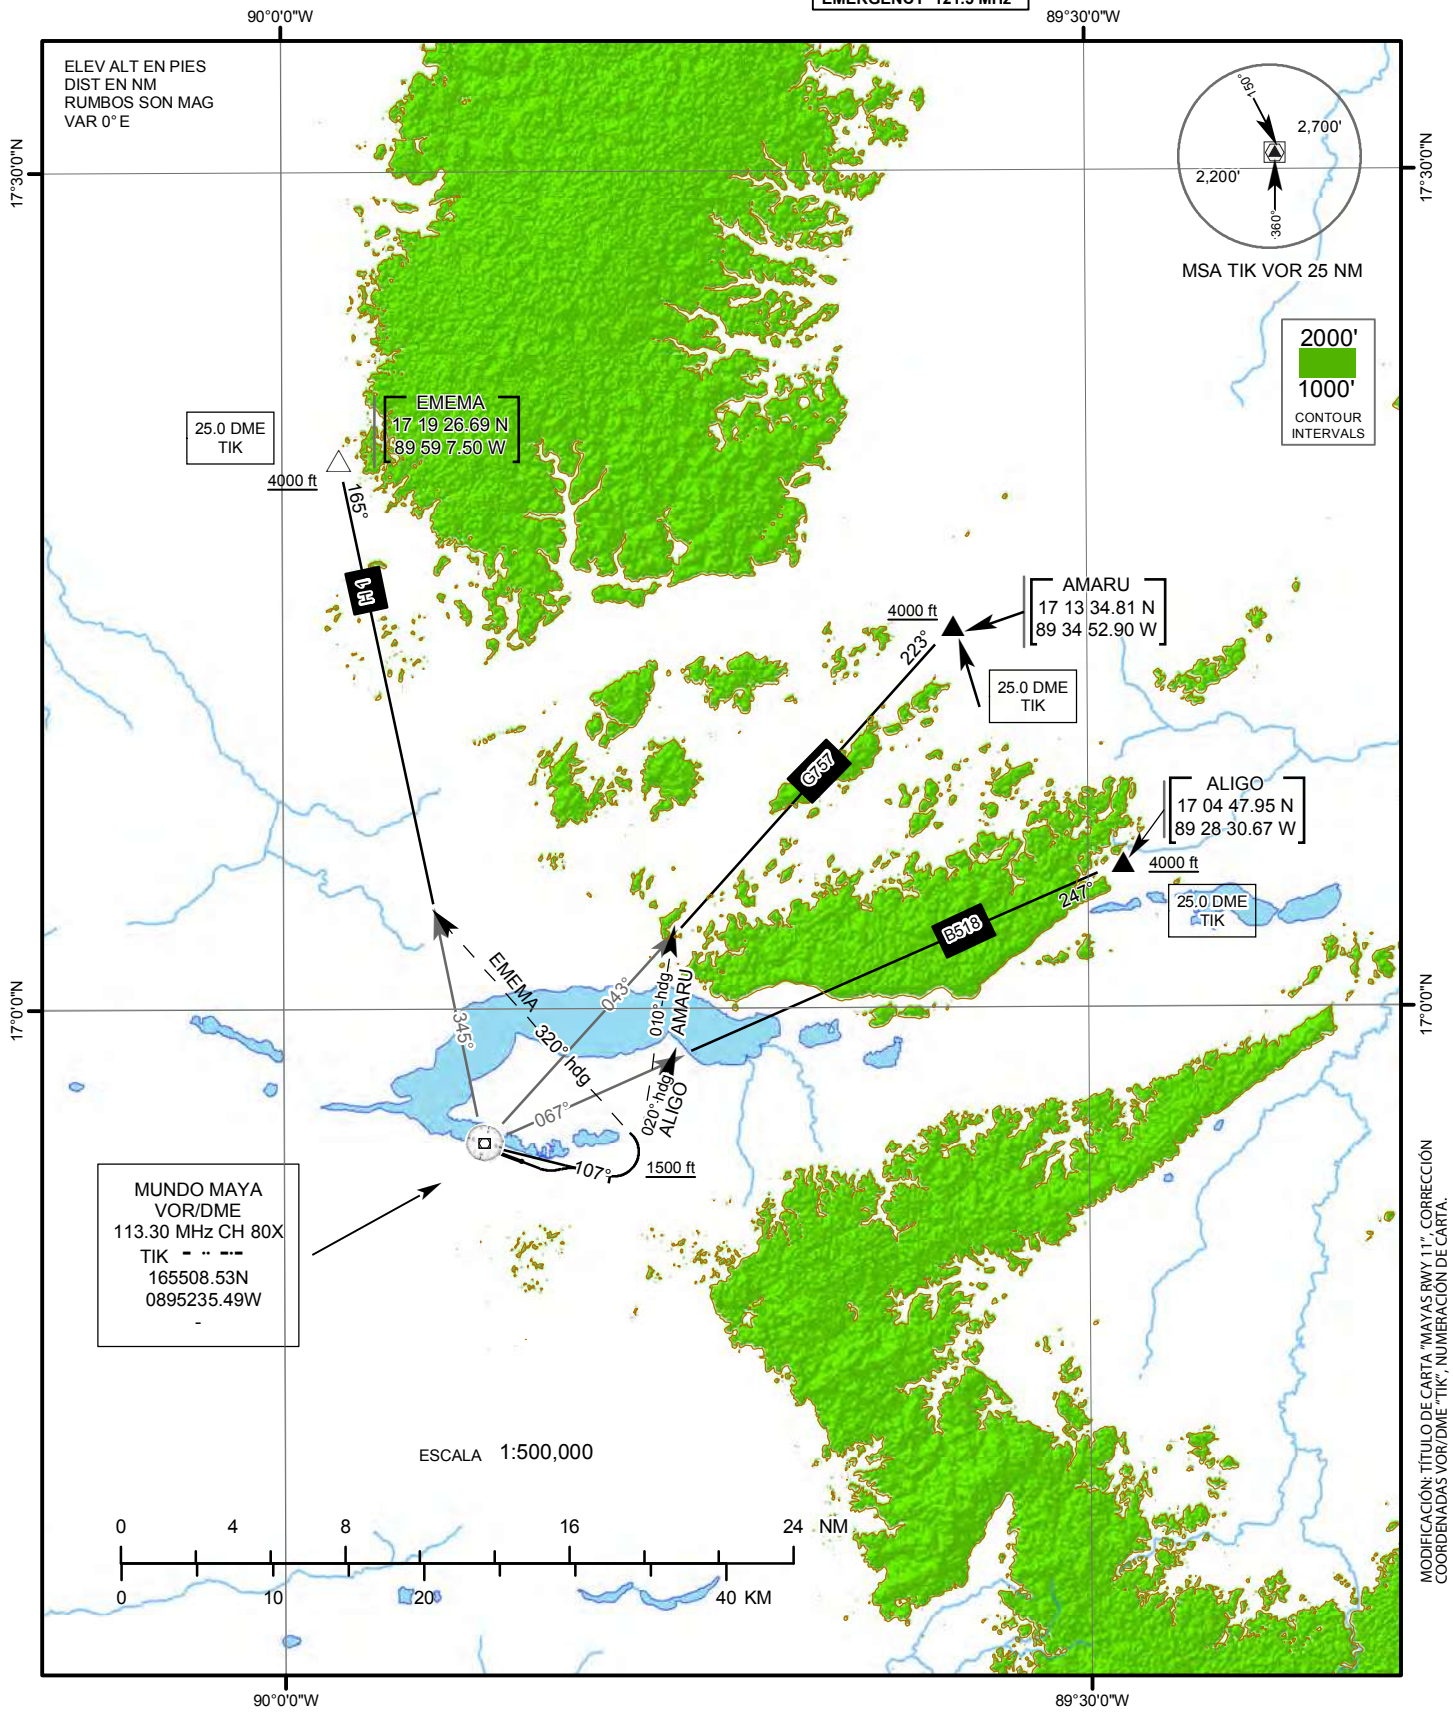 EMERGENCY 121.5 MHz
90°0'0"W
89°30'0"W
ELEV ALT EN PIES
DIST EN NM
RUMBOS SON MAG
VAR 0° E
17°30'0"N
17°30'0"N
150°
2,700'
2,200'
360°
MSA TIK VOR 25 NM
2000'
1000'
CONTOUR
INTERVALS
25.0 DME
TIK
EMEMA
17 19 26.69 N
89 59 7.50 W
4000 ft
165°
H 1
AMARU
17 13 34.81 N
89 34 52.90 W
4000 ft
223°
25.0 DME
TIK
G757
ALIGO
17 04 47.95 N
89 28 30.67 W
4000 ft
247°
25.0 DME
TIK
B518
EMEMA
320° hdg
345°
043°
010° hdg
AMARU
067°
020° hdg
ALIGO
107°
1500 ft
17°0'0"N
17°0'0"N
MUNDO MAYA
VOR/DME
113.30 MHz CH 80X
TIK - ·· -·-
165508.53N
0895235.49W
-
ESCALA 1:500,000
0 4 8 16 24 NM
0 10 20 40 KM
90°0'0"W
89°30'0"W
MODIFICACIÓN: TÍTULO DE CARTA "MAYAS RWY 11", CORRECCIÓN
COORDENADAS VOR/DME "TIK", NUMERACIÓN DE CARTA.